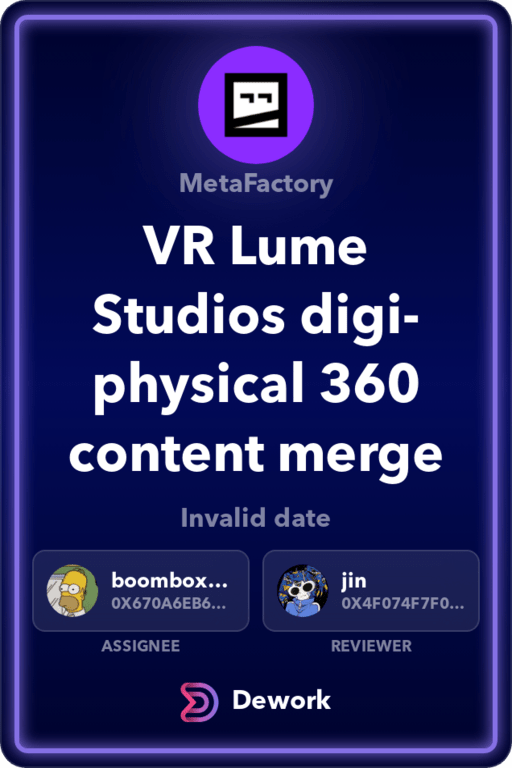 MetaFactory
VR Lume
Studios digi-
physical 360
content merge
Invalid date
boombox...
0X670A6EB6...
ASSIGNEE
jin
0X4F074F7F0...
REVIEWER
Dework